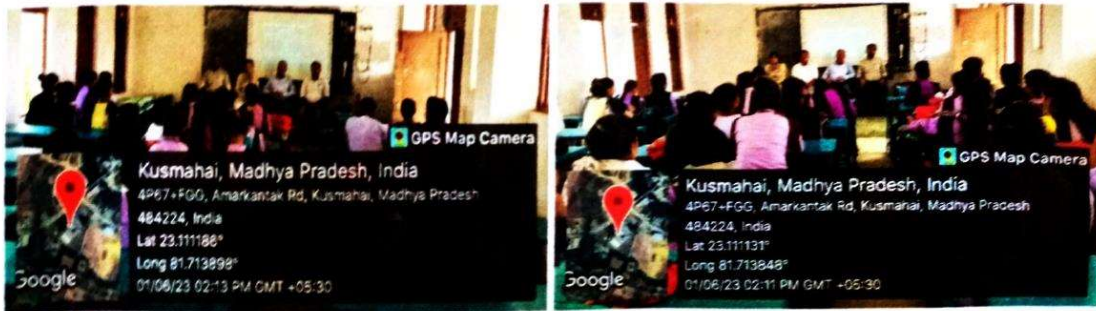 GPS Map Camera
Kusmahai, Madhya Pradesh, India
4P67+FGG, Amarkantak Rd, Kusmahai, Madhya Pradesh
484224, India
Lat 23.111186°
Long 81.713898°
01/06/23 02:13 PM GMT +05:30
Google
GPS Map Camera
Kusmahai, Madhya Pradesh, India
4P67+FGG, Amarkantak Rd, Kusmahai, Madhya Pradesh
484224, India
Lat 23.111131°
Long 81.713848°
01/06/23 02:11 PM GMT +05:30
Google